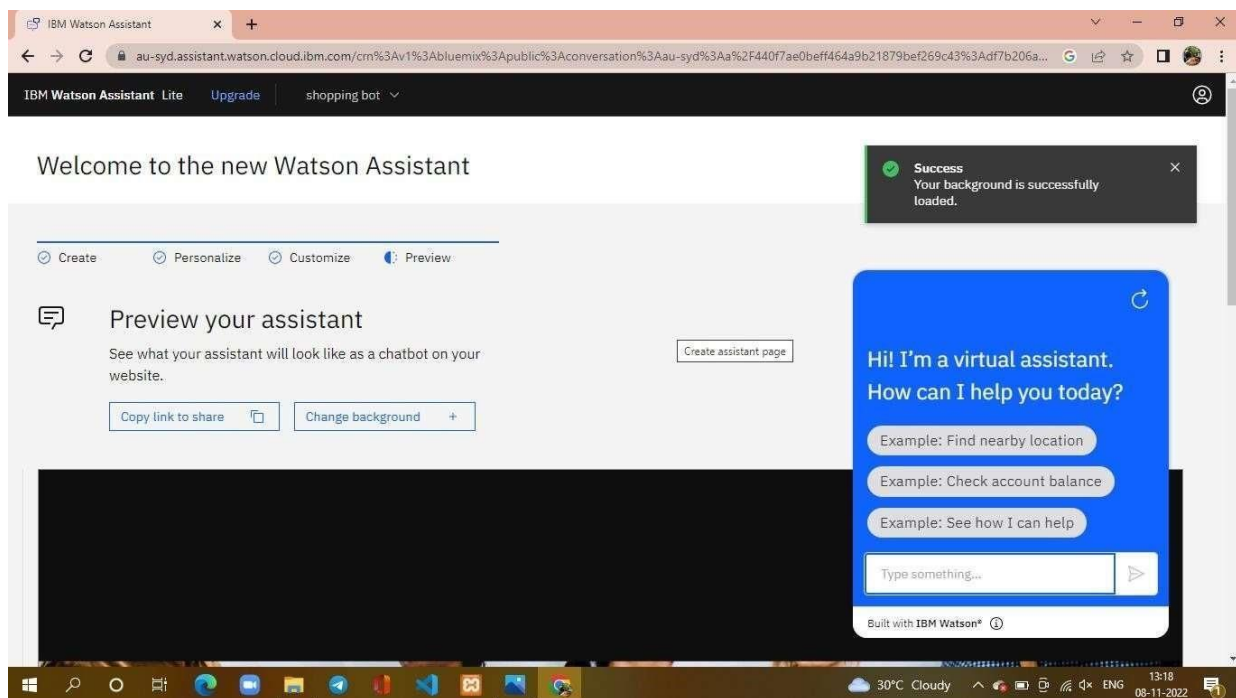 IBM Watson Assistant
au-syd.assistant.watson.cloud.ibm.com/crn%3Av1%3Abluemix%3Apublic%3Aconversation%3Aau-syd%3Aa%2F440f7ae0beff464a9b21879bef269c43%3Adf7b206a...
IBM Watson Assistant Lite Upgrade shopping bot
Welcome to the new Watson Assistant
Success
Your background is successfully
loaded.
Create Personalize Customize Preview
Preview your assistant
See what your assistant will look like as a chatbot on your
website.
Copy link to share Change background +
Create assistant page
Hi! I'm a virtual assistant.
How can I help you today?
Example: Find nearby location
Example: Check account balance
Example: See how I can help
Type something...
Built with IBM Watson®
30°C Cloudy ENG 13:18
08-11-2022